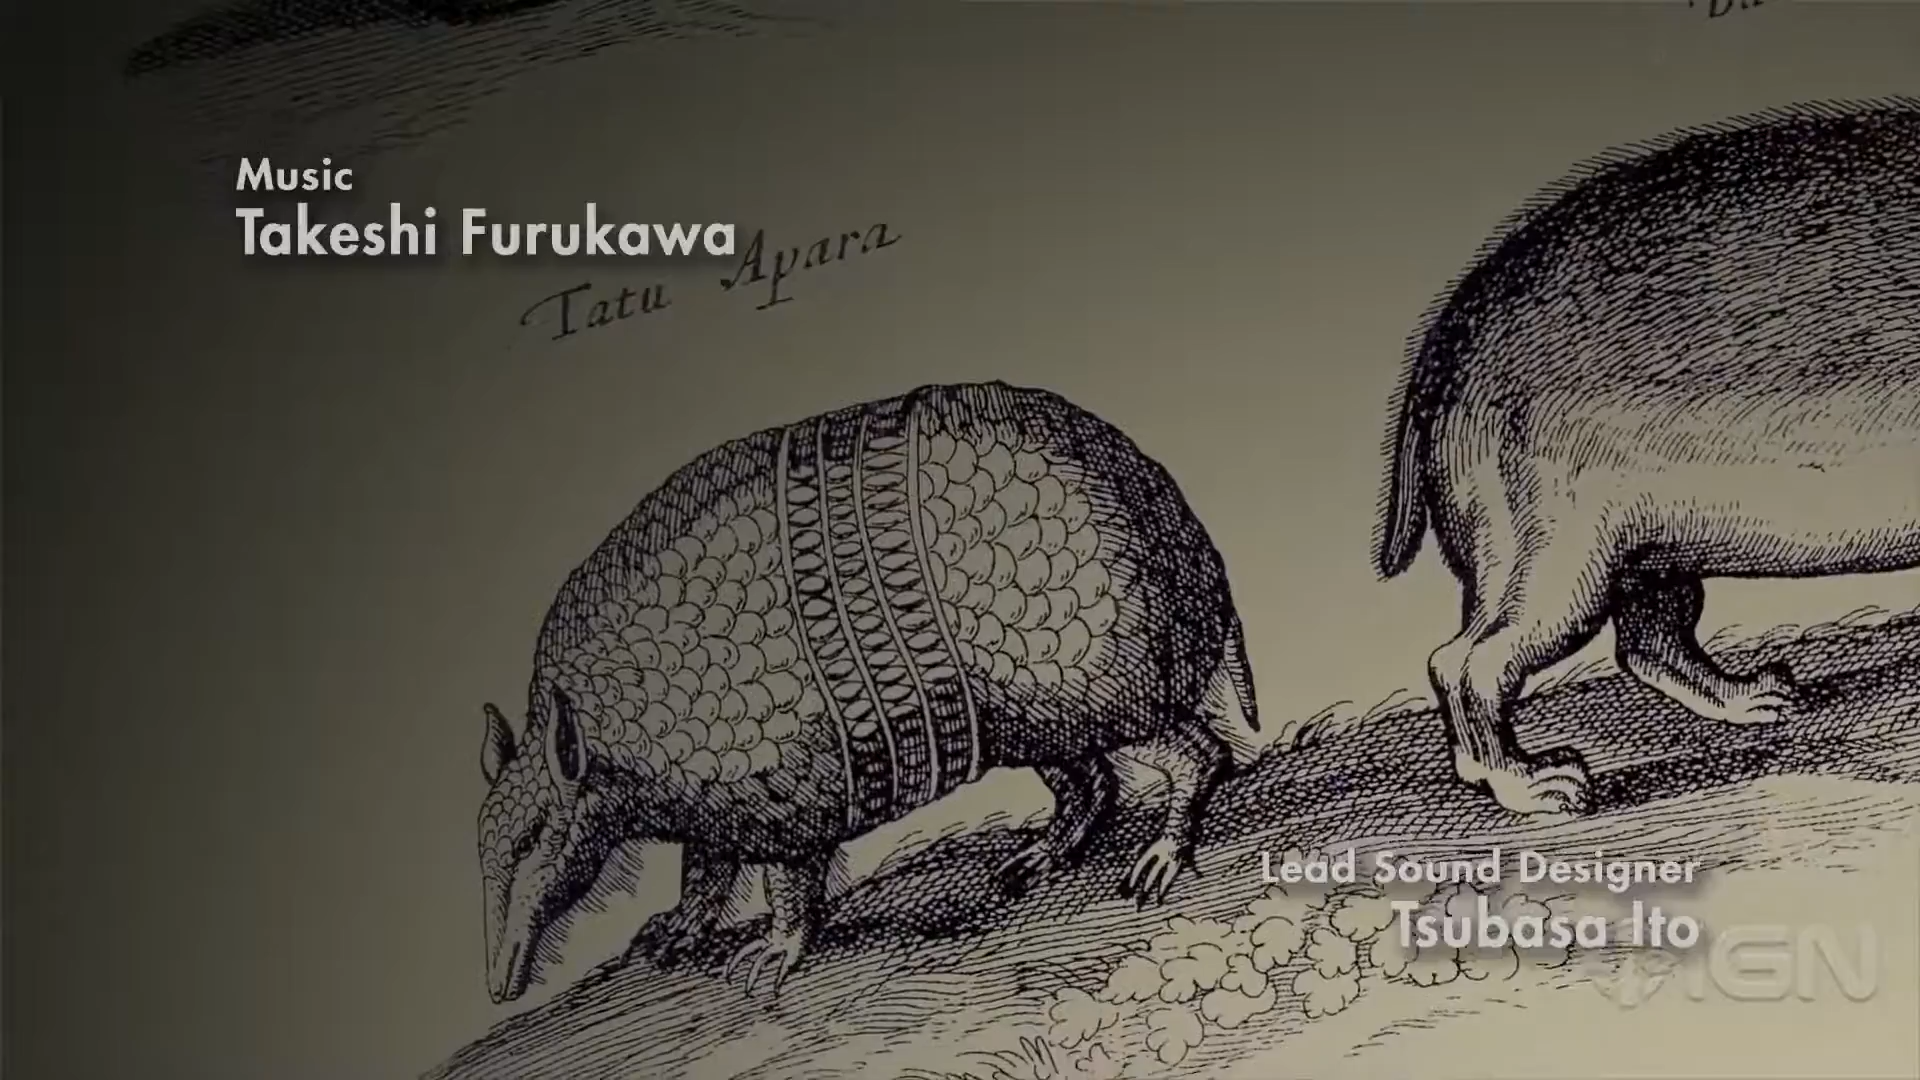 Music
Takeshi Furukawa
Tatu Apara
Lead Sound Designer
Tsubasa Ito
IGN